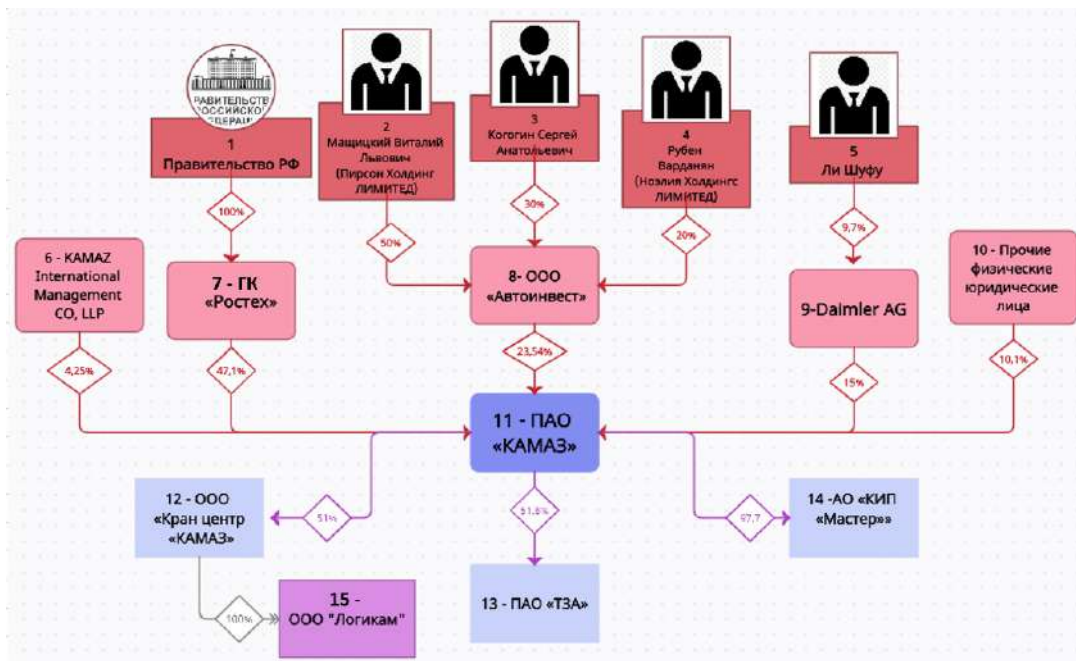 РАВИТЕЛЬСТВ
РОССИЙСКО
ЕДЕРАЦИ
1
Правительство РФ
2
Мащицкий Виталий
Львович
(Пирсон Холдинг
ЛИМИТЕД)
3
Когогин Сергей
Анатольевич
4
Рубен
Варданян
(Ноэлия Холдингс
ЛИМИТЕД)
5
Ли Шуфу
100%
50%
30%
20%
9,7%
6 - KAMAZ
International
Management
CO, LLP
7 - ГК
«Ростех»
8- ООО
«Автоинвест»
9-Daimler AG
10 - Прочие
физические
юридические
лица
4,25%
47,1%
23,54%
15%
10,1%
11 - ПАО
«КАМАЗ»
12 - ООО
«Кран центр
«КАМАЗ»
51%
51,8%
97,7
14 -АО «КИП
«Мастер»»
13 - ПАО «ТЗА»
100%
15 -
ООО "Логикам"